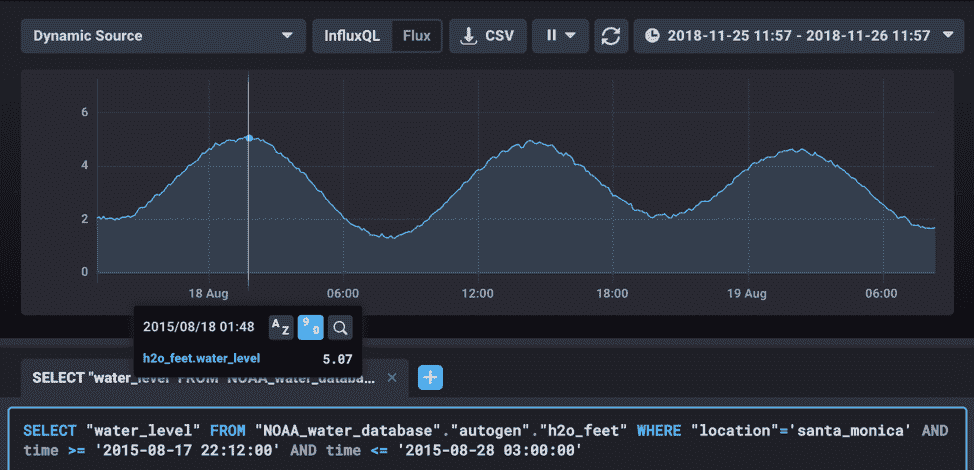 Dynamic Source InfluxQL Flux CSV 2018-11-25 11:57 - 2018-11-26 11:57
6
4
2
0
18 Aug 06:00 12:00 18:00 19 Aug 06:00
2015/08/18 01:48 A Z 9 0
h2o_feet.water_level 5.07
SELECT "water_level" FROM "NOAA_water_databa... × +
SELECT "water_level" FROM "NOAA_water_database"."autogen"."h2o_feet" WHERE "location"='santa_monica' AND
time >= '2015-08-17 22:12:00' AND time <= '2015-08-28 03:00:00'